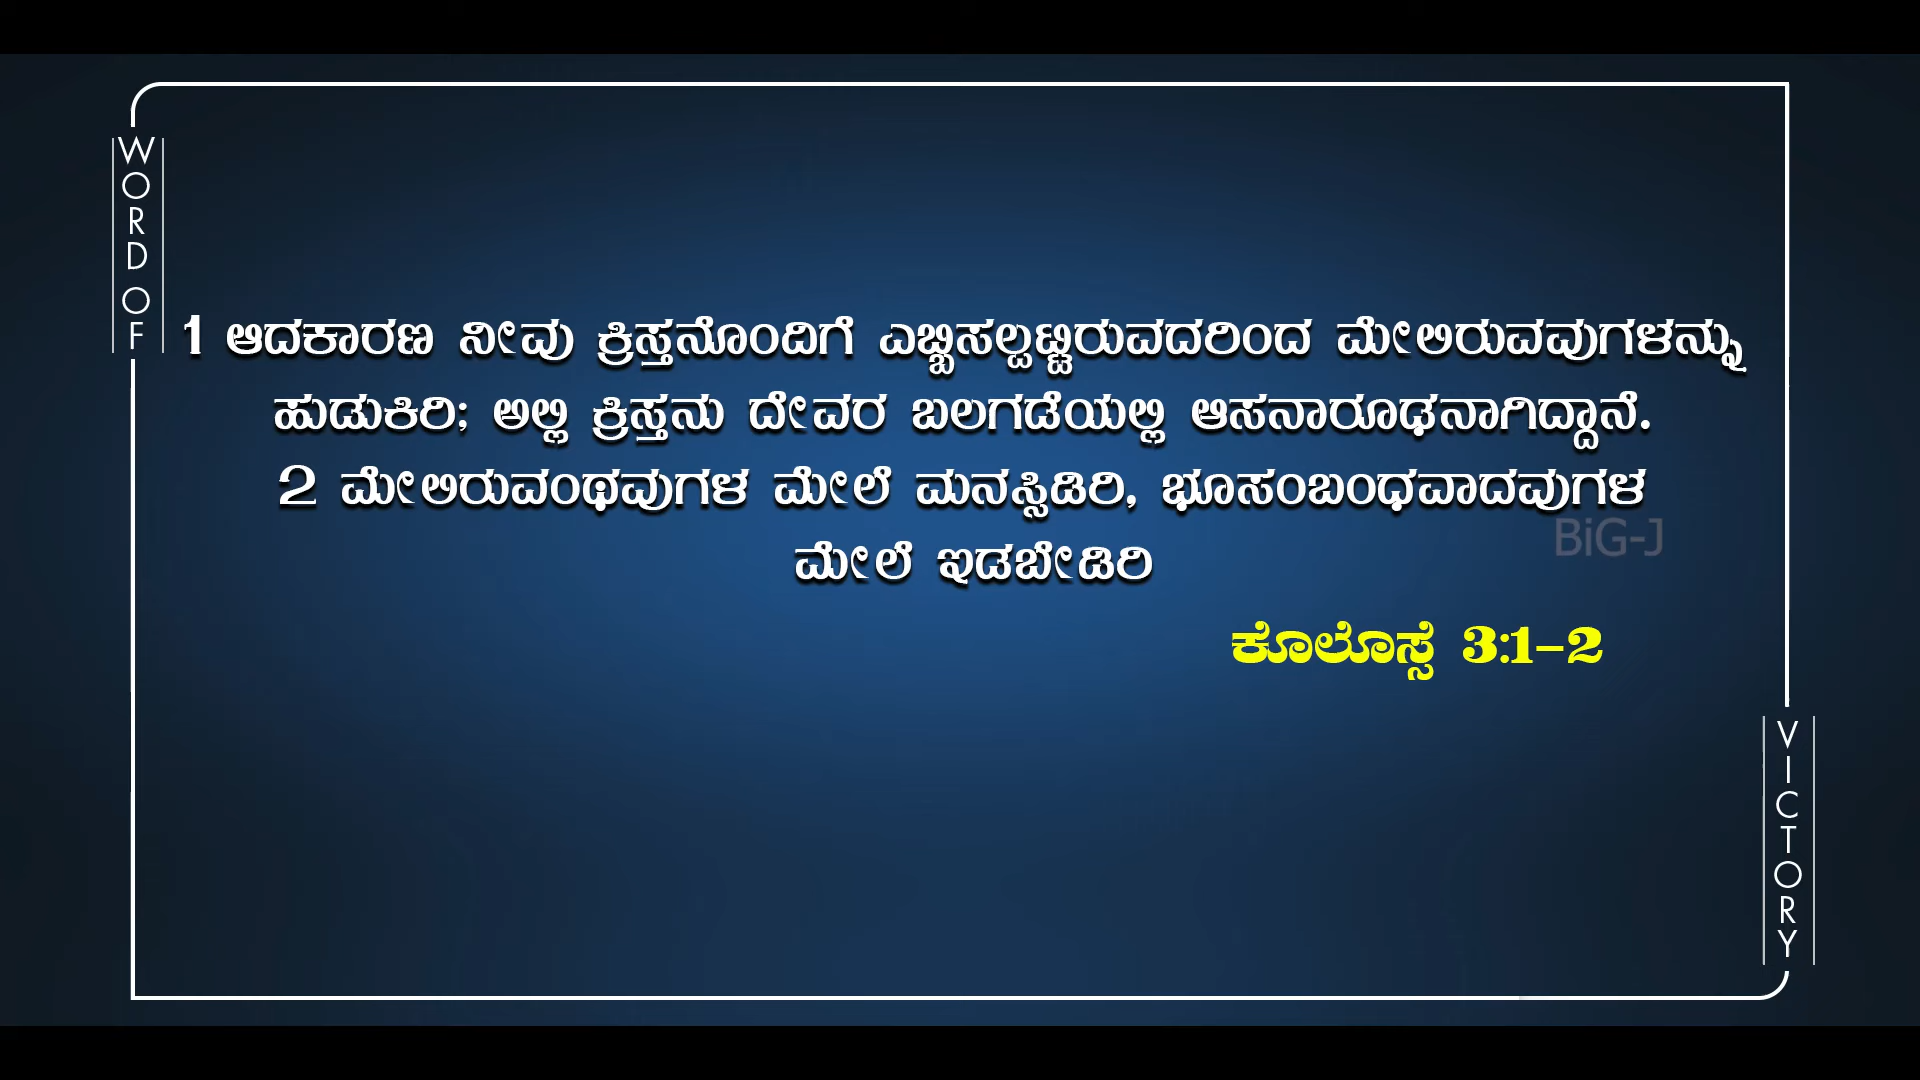 WORD OF
1 ಆದಕಾರಣ ನೀವು ಕ್ರಿಸ್ತನೊಂದಿಗೆ ಎಬ್ಬಿಸಲ್ಪಟ್ಟಿರುವದರಿಂದ ಮೇಲಿರುವವುಗಳನ್ನು
ಹುಡುಕಿರಿ; ಅಲ್ಲಿ ಕ್ರಿಸ್ತನು ದೇವರ ಬಲಗಡೆಯಲ್ಲಿ ಆಸನಾರೂಢನಾಗಿದ್ದಾನೆ.
2 ಮೇಲಿರುವಂಥವುಗಳ ಮೇಲೆ ಮನಸ್ಸಿಡಿರಿ, ಭೂಸಂಬಂಧವಾದವುಗಳ
BiG-J
ಮೇಲೆ ಇಡಬೇಡಿರಿ
ಕೊಲೊಸ್ಸೆ 3:1-2
VICTORY